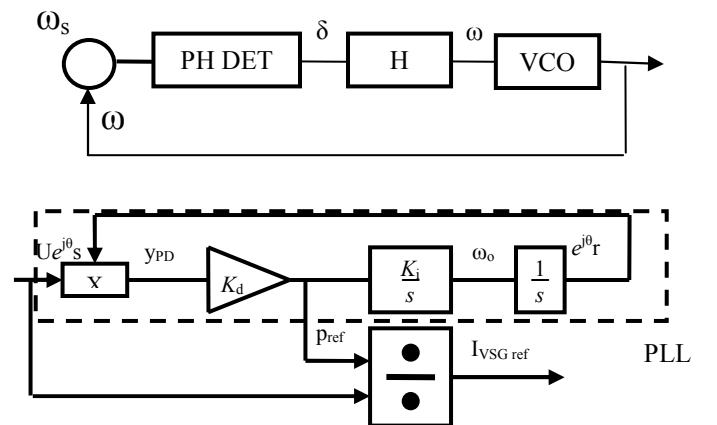 ωs
PH DET
δ
H
ω
VCO
ω
Ue^jθs
X
yPD
Kd
Ki
s
ωo
1
s
e^jθr
pref
IVSG ref
PLL